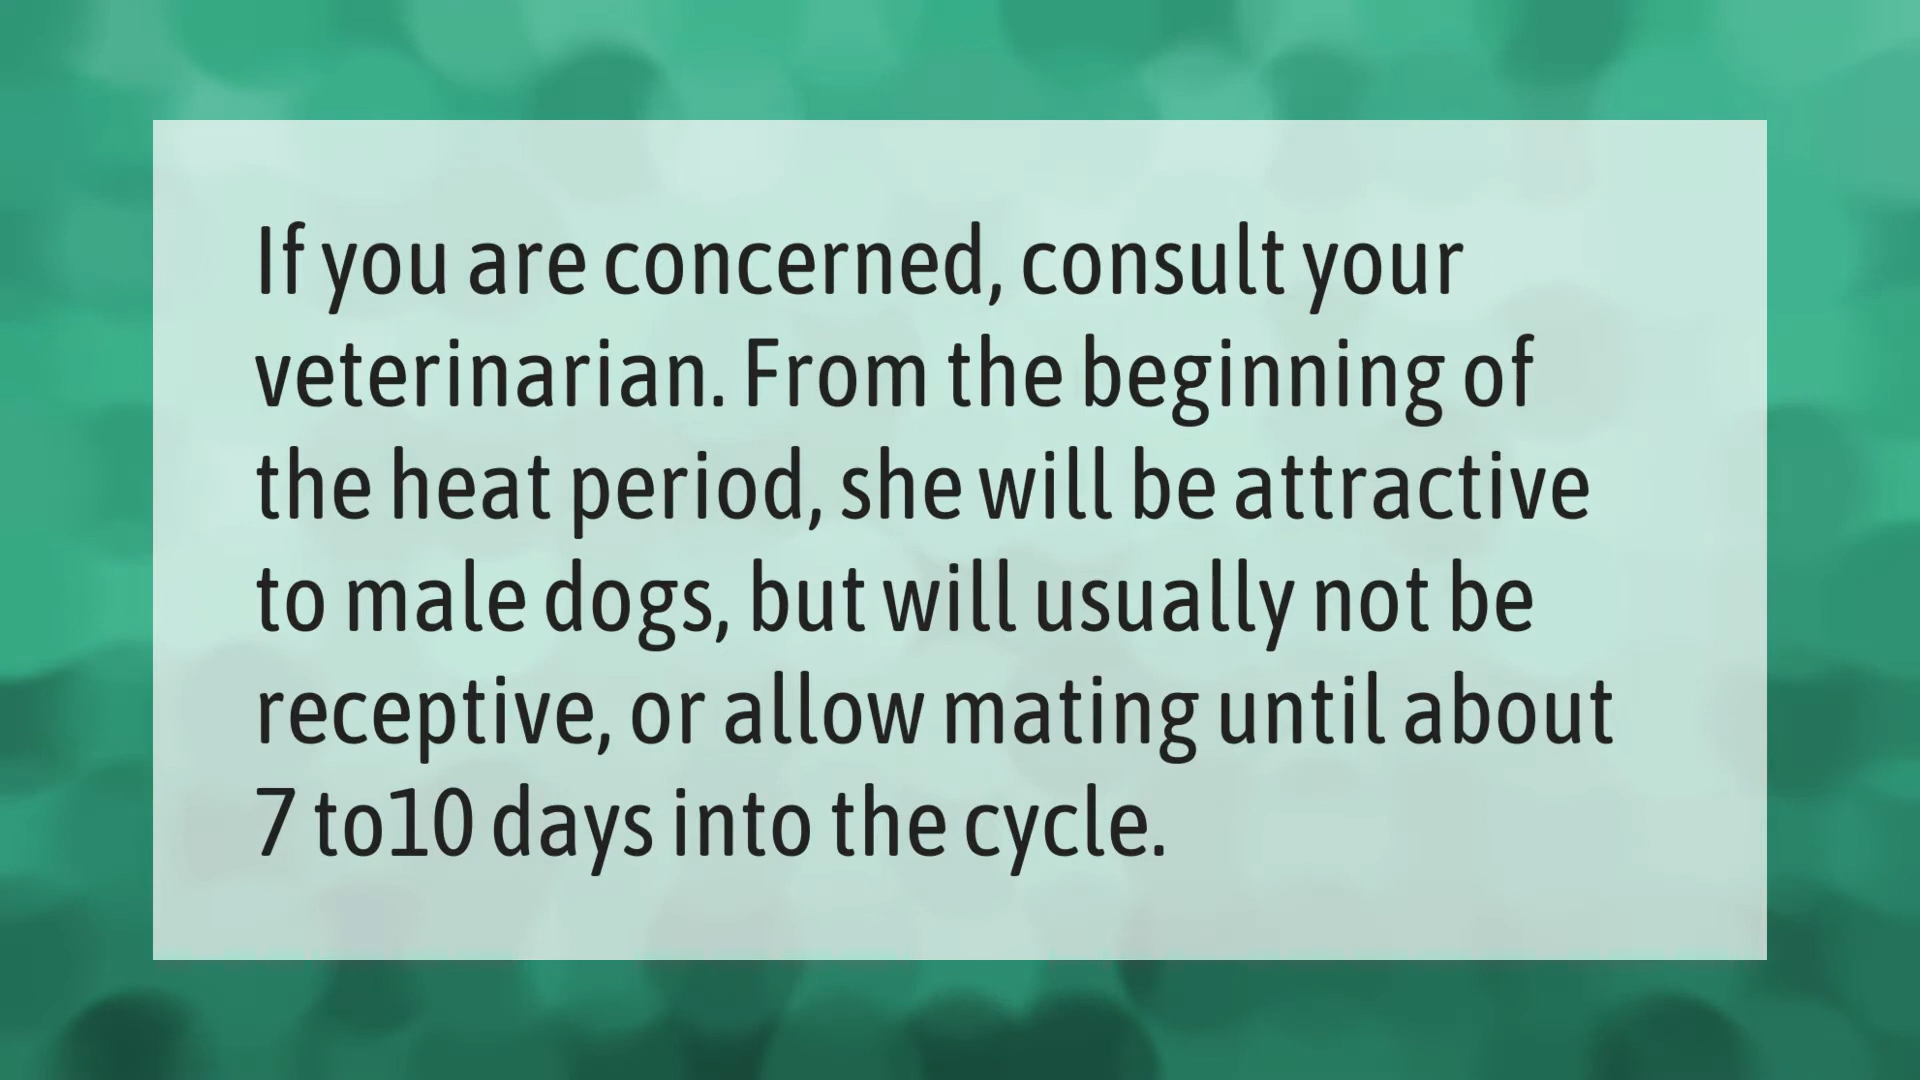 If you are concerned, consult your
veterinarian. From the beginning of
the heat period, she will be attractive
to male dogs, but will usually not be
receptive, or allow mating until about
7 to10 days into the cycle.